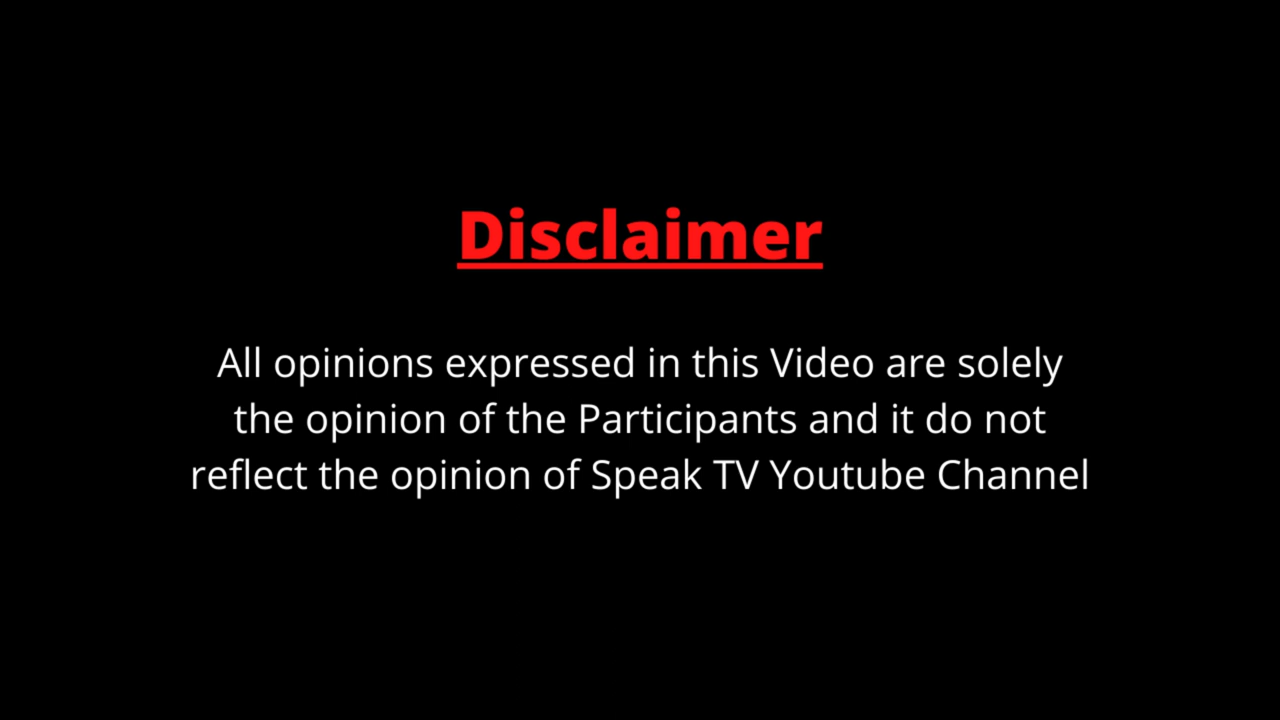 Disclaimer
All opinions expressed in this Video are solely
the opinion of the Participants and it do not
reflect the opinion of Speak TV Youtube Channel